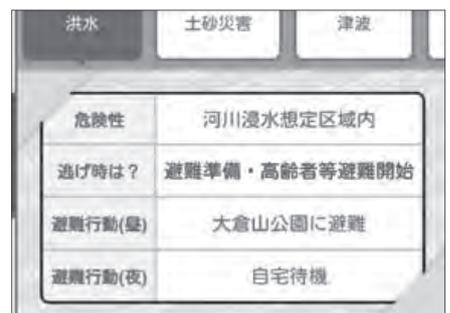 洪水
土砂災害
津波
危険性
河川浸水想定区域内
逃げ時は？
避難準備・高齢者等避難開始
避難行動(昼)
大倉山公園に避難
避難行動(夜)
自宅待機